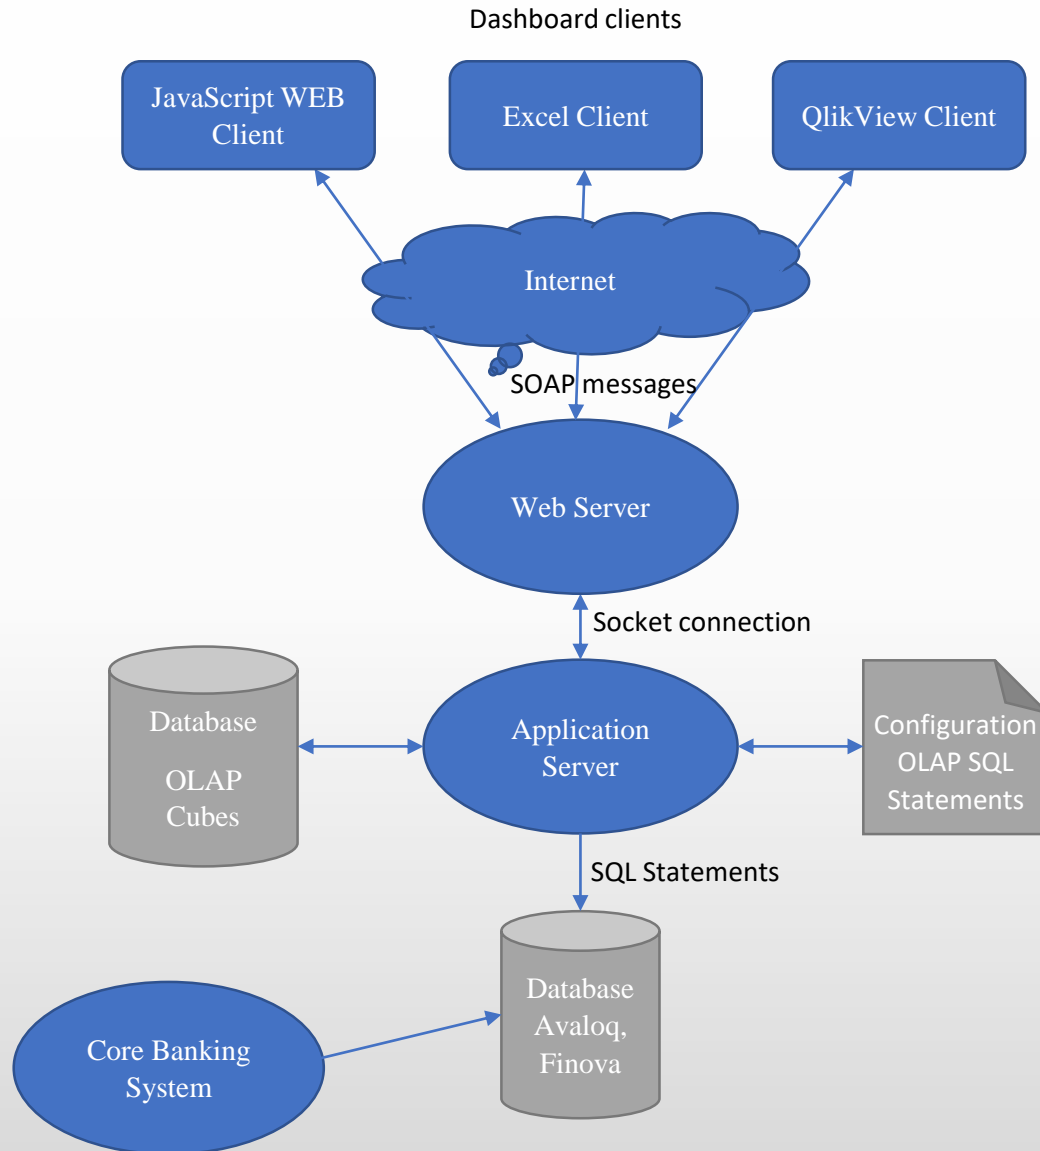 Dashboard clients
JavaScript WEB
Client
Excel Client
QlikView Client
Internet
SOAP messages
Web Server
Socket connection
Database
OLAP
Cubes
Application
Server
Configuration
OLAP SQL
Statements
SQL Statements
Database
Avaloq,
Finova
Core Banking
System